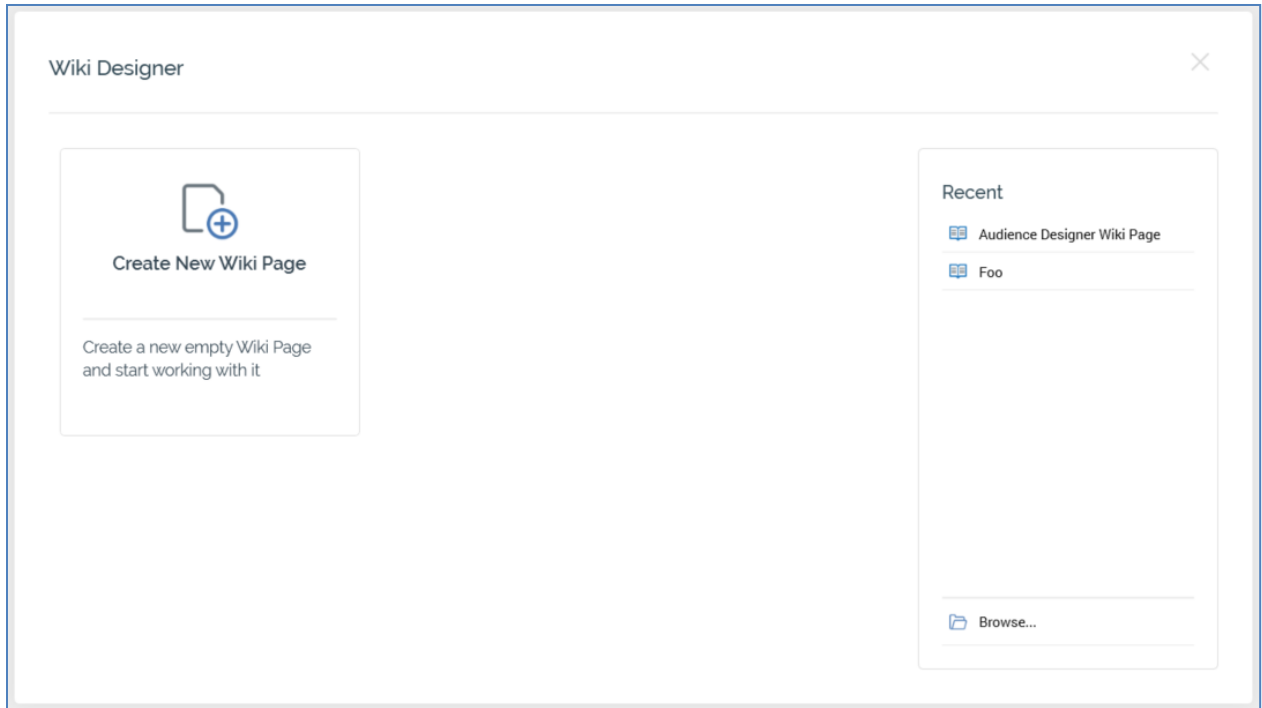 Wiki Designer
Create New Wiki Page
Create a new empty Wiki Page
and start working with it
Recent
Audience Designer Wiki Page
Foo
Browse...